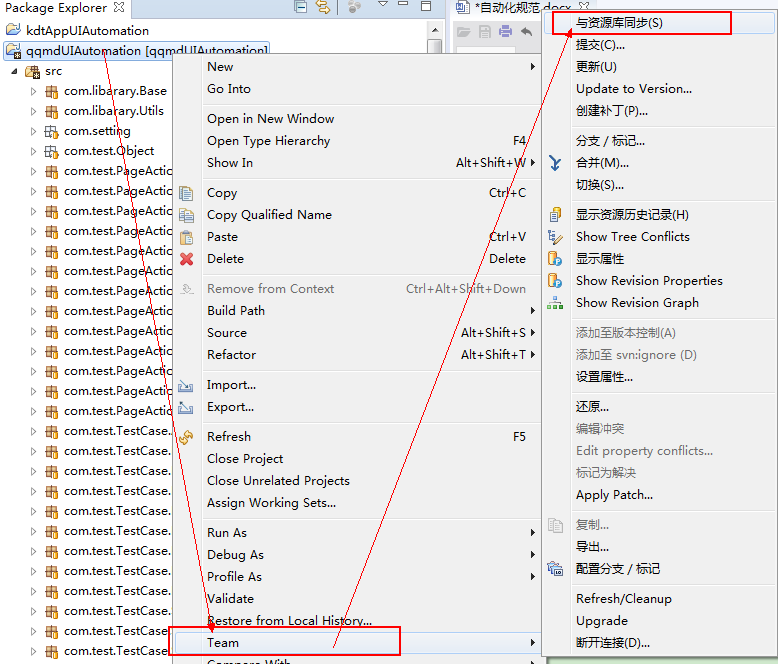 Package Explorer
*自动化规范.docx
kdtAppUIAutomation
qqmdUIAutomation [qqmdUIAutomation]
src
com.libarary.Base
com.libarary.Utils
com.setting
com.test.Object
com.test.PageActic
com.test.PageActic
com.test.PageActic
com.test.PageActic
com.test.PageActic
com.test.PageActic
com.test.PageActic
com.test.PageActic
com.test.PageActic
com.test.PageActic
com.test.PageActic
com.test.PageActic
com.test.PageActic
com.test.TestCase.
com.test.TestCase.
com.test.TestCase.
com.test.TestCase.
com.test.TestCase.
com.test.TestCase.
com.test.TestCase.
com.test.TestCase.
com.test.TestCase.
com.test.TestCase.
com.test.TestCase.
com.test.TestCase.
New
Go Into
Open in New Window
Open Type Hierarchy F4
Show In Alt+Shift+W
Copy Ctrl+C
Copy Qualified Name
Paste Ctrl+V
Delete Delete
Remove from Context Ctrl+Alt+Shift+Down
Build Path
Source Alt+Shift+S
Refactor Alt+Shift+T
Import...
Export...
Refresh F5
Close Project
Close Unrelated Projects
Assign Working Sets...
Run As
Debug As
Profile As
Validate
Restore from Local History...
Team
Compare With
与资源库同步(S)
提交(C)...
更新(U)
Update to Version...
创建补丁(P)...
分支 / 标记...
合并(M)...
切换(S)...
显示资源历史记录(H)
Show Tree Conflicts
显示属性
Show Revision Properties
Show Revision Graph
添加至版本控制(A)
添加至 svn:ignore (D)
设置属性...
还原...
编辑冲突
Edit property conflicts...
标记为解决
Apply Patch...
复制...
导出...
配置分支 / 标记
Refresh/Cleanup
Upgrade
断开连接(D)...